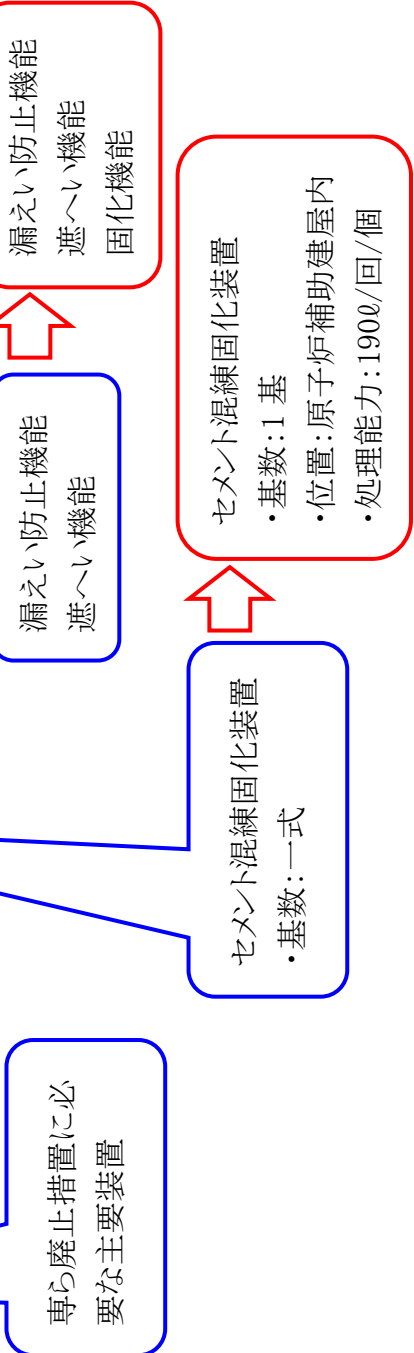 専ら廃止措置に必
要な主要装置
漏えい防止機能
遮へい機能
漏えい防止機能
遮へい機能
固化機能
セメント混練固化装置
・基数:一式
セメント混練固化装置
・基数:1 基
・位置:原子炉補助建屋内
・処理能力:190ℓ/回/個